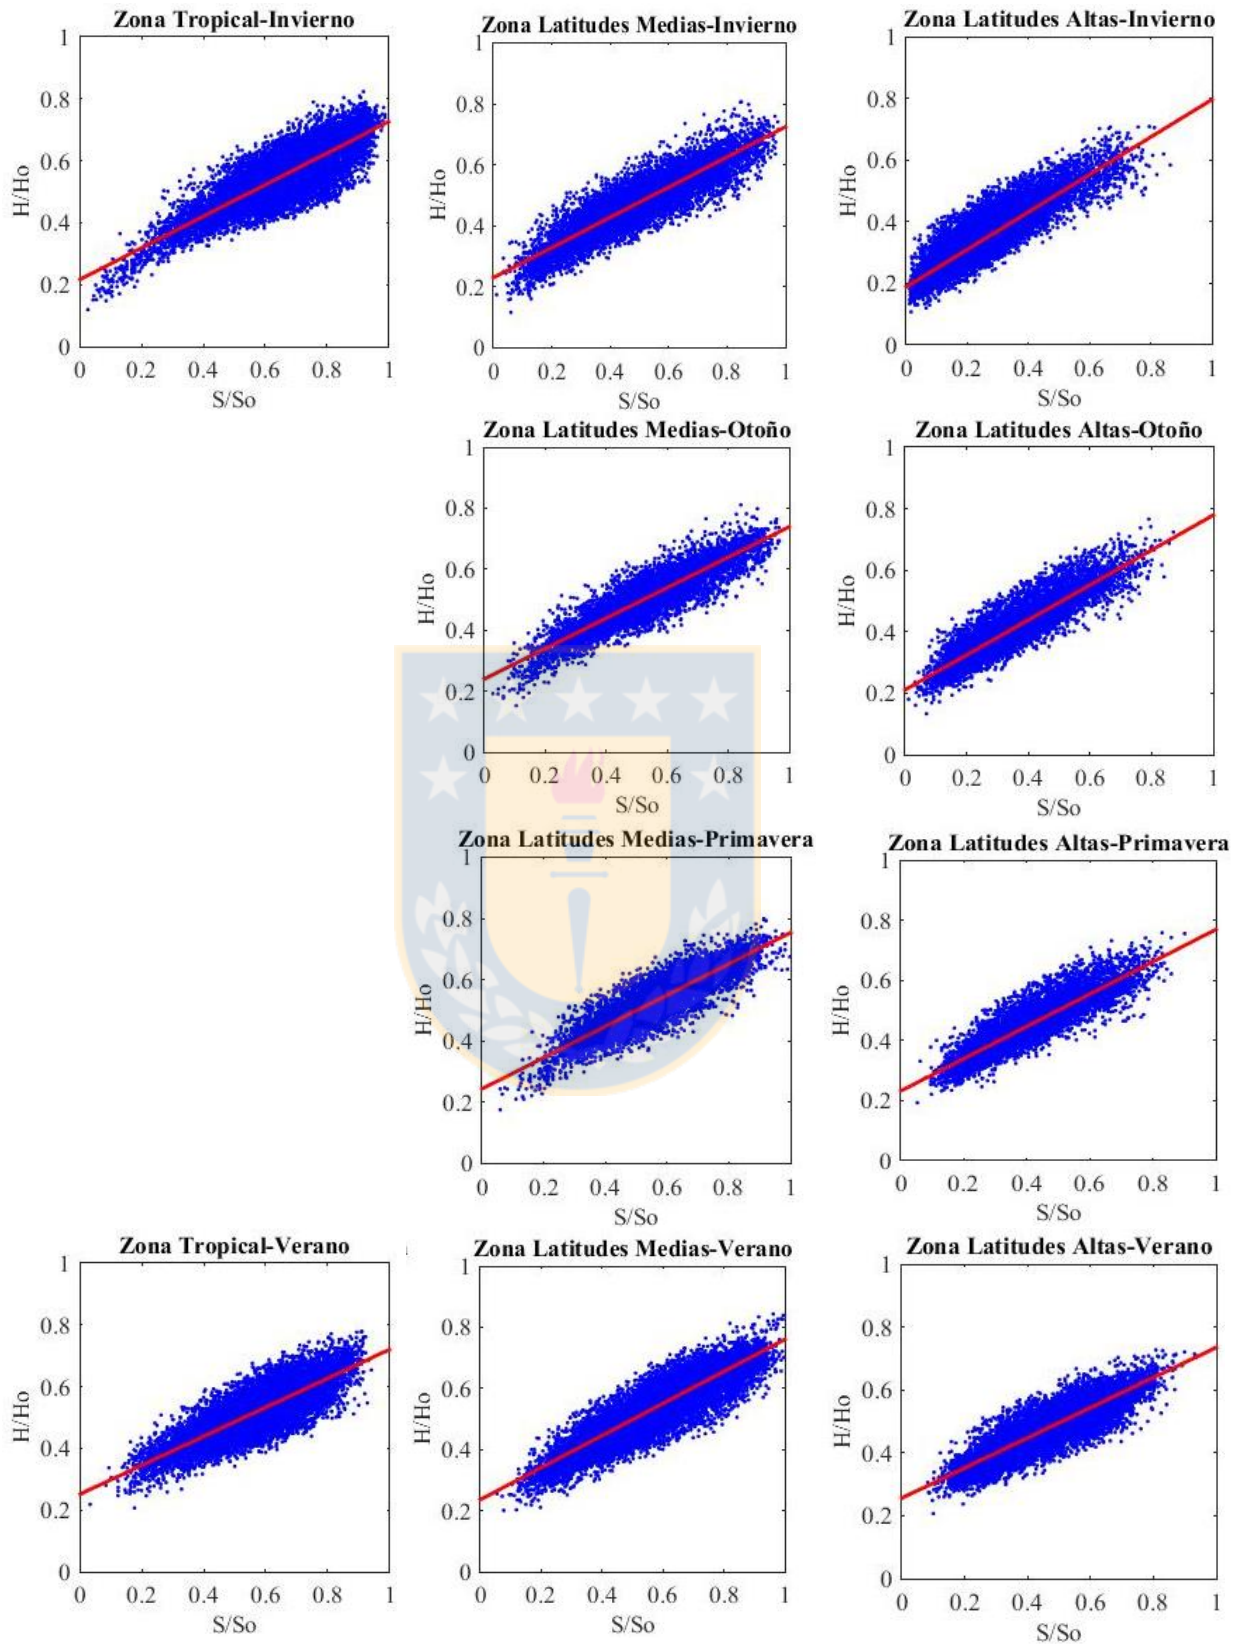 Zona Tropical-Invierno
1
0.8
0.6
0.4
0.2
0
H/Ho
0 0.2 0.4 0.6 0.8 1
S/So
Zona Latitudes Medias-Invierno
1
0.8
0.6
0.4
0.2
0
H/Ho
0 0.2 0.4 0.6 0.8 1
S/So
Zona Latitudes Altas-Invierno
1
0.8
0.6
0.4
0.2
0
H/Ho
0 0.2 0.4 0.6 0.8 1
S/So
Zona Latitudes Medias-Otoño
1
0.8
0.6
0.4
0.2
0
H/Ho
0 0.2 0.4 0.6 0.8 1
S/So
Zona Latitudes Altas-Otoño
1
0.8
0.6
0.4
0.2
0
H/Ho
0 0.2 0.4 0.6 0.8 1
S/So
Zona Latitudes Medias-Primavera
1
0.8
0.6
0.4
0.2
0
H/Ho
0 0.2 0.4 0.6 0.8 1
S/So
Zona Latitudes Altas-Primavera
1
0.8
0.6
0.4
0.2
0
H/Ho
0 0.2 0.4 0.6 0.8 1
S/So
Zona Tropical-Verano
1
0.8
0.6
0.4
0.2
0
H/Ho
0 0.2 0.4 0.6 0.8 1
S/So
Zona Latitudes Medias-Verano
1
0.8
0.6
0.4
0.2
0
H/Ho
0 0.2 0.4 0.6 0.8 1
S/So
Zona Latitudes Altas-Verano
1
0.8
0.6
0.4
0.2
0
H/Ho
0 0.2 0.4 0.6 0.8 1
S/So